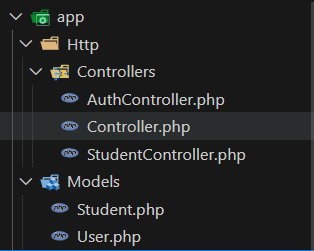 app
Http
Controllers
AuthController.php
Controller.php
StudentController.php
Models
Student.php
User.php